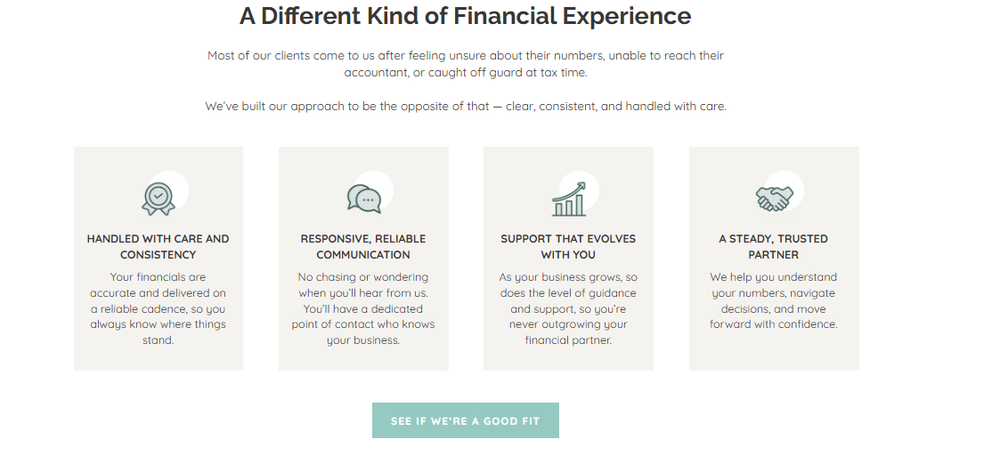 A Different Kind of Financial Experience
Most of our clients come to us after feeling unsure about their numbers, unable to reach their
accountant, or caught off guard at tax time.
We've built our approach to be the opposite of that — clear, consistent, and handled with care.
HANDLED WITH CARE AND
CONSISTENCY
Your financials are
accurate and delivered on
a reliable cadence, so you
always know where things
stand.
RESPONSIVE, RELIABLE
COMMUNICATION
No chasing or wondering
when you'll hear from us.
You'll have a dedicated
point of contact who knows
your business.
SUPPORT THAT EVOLVES
WITH YOU
As your business grows, so
does the level of guidance
and support, so you're
never outgrowing your
financial partner.
A STEADY, TRUSTED
PARTNER
We help you understand
your numbers, navigate
decisions, and move
forward with confidence.
SEE IF WE'RE A GOOD FIT